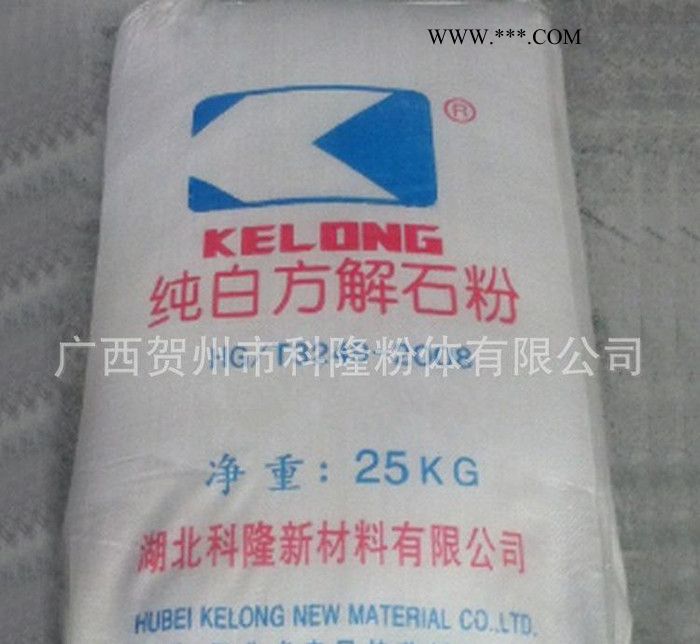 WWW.***.COM
®
KELONG
纯白方解石粉
广西贺州市科隆粉体有限公司
净重：25KG
湖北科隆新材料有限公司
HUBEI KELONG NEW MATERIAL CO.,LTD.